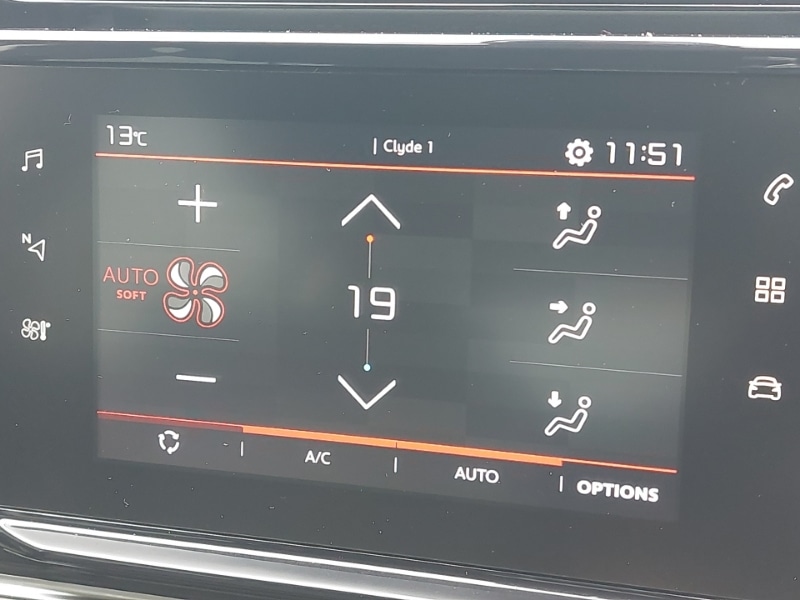 13°C
| Clyde 1
11:51
N
AUTO
SOFT
19
A/C
AUTO
OPTIONS